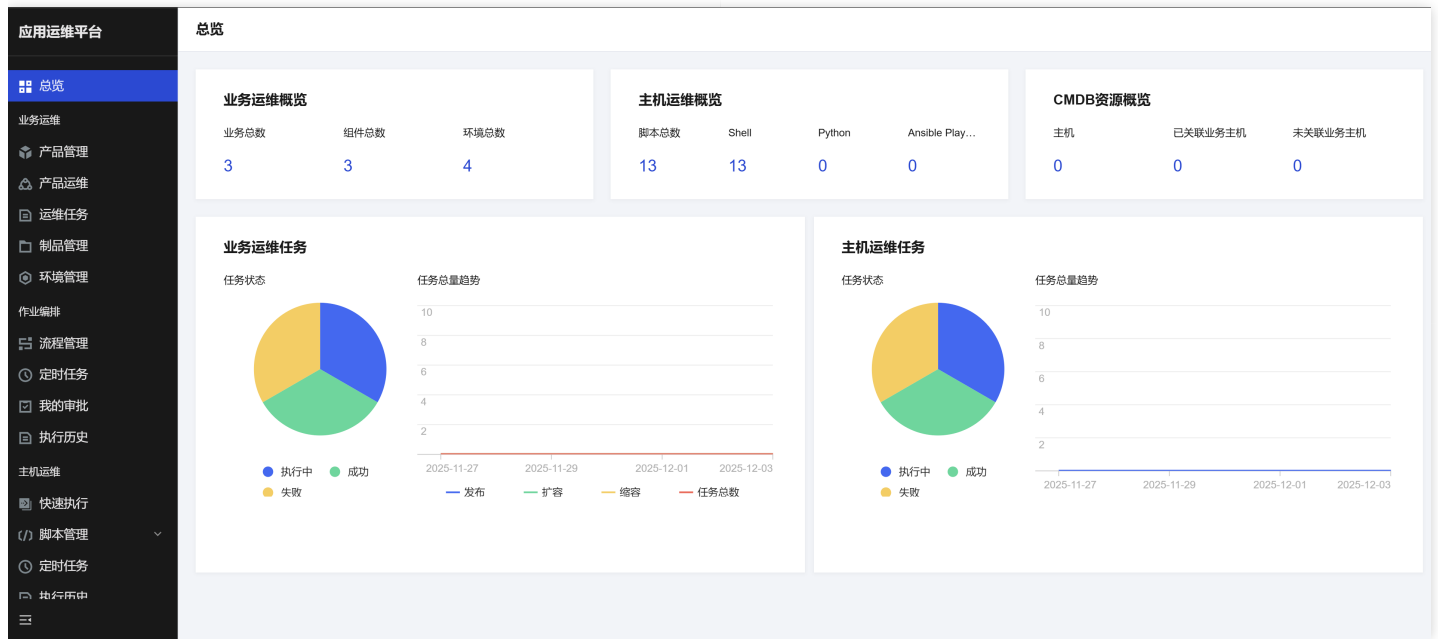 应用运维平台
总览
业务运维
产品管理
产品运维
运维任务
制品管理
环境管理
作业编排
流程管理
定时任务
我的审批
执行历史
主机运维
快速执行
脚本管理
定时任务
执行历史
总览
业务运维概览
业务总数 组件总数 环境总数
3 3 4
主机运维概览
脚本总数 Shell Python Ansible Play...
13 13 0 0
CMDB资源概览
主机 已关联业务主机 未关联业务主机
0 0 0
业务运维任务
任务状态
执行中 成功
失败
任务总量趋势
10
8
6
4
2
2025-11-27 2025-11-29 2025-12-01 2025-12-03
发布 扩容 缩容 任务总数
主机运维任务
任务状态
执行中 成功
失败
任务总量趋势
10
8
6
4
2
2025-11-27 2025-11-29 2025-12-01 2025-12-03